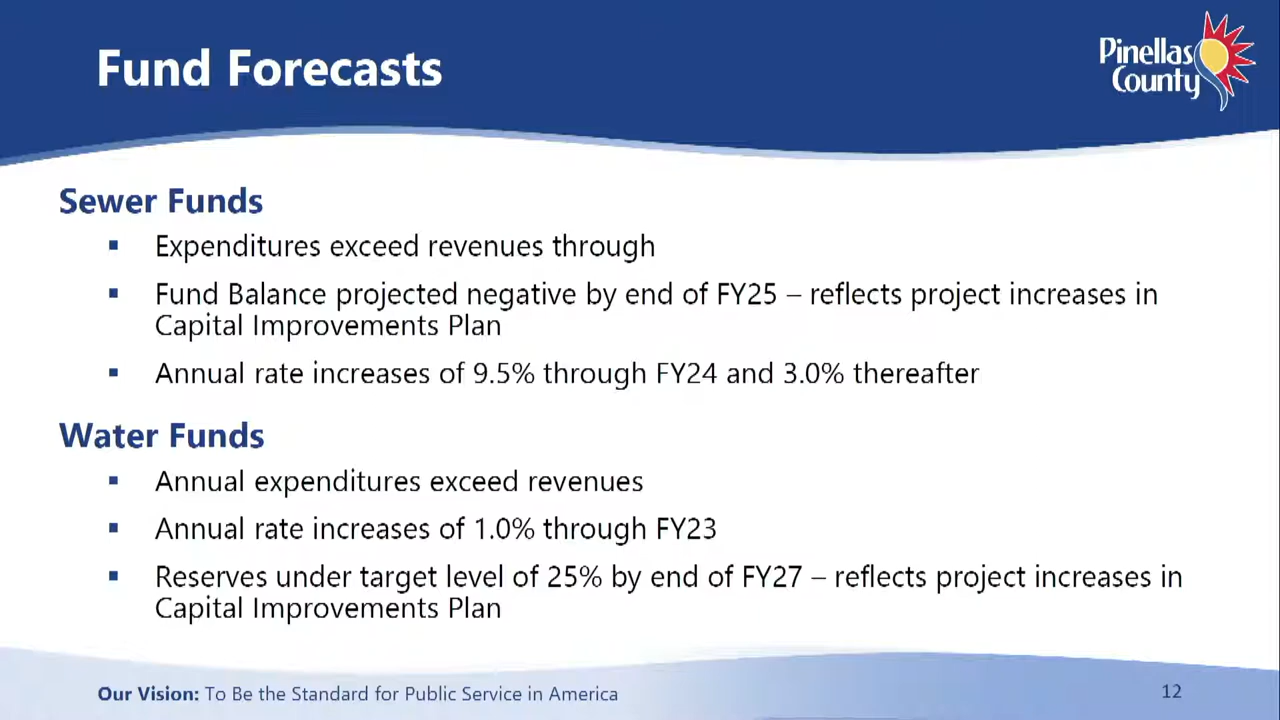 Fund Forecasts
Pinellas
County
Sewer Funds
▪ Expenditures exceed revenues through
▪ Fund Balance projected negative by end of FY25 – reflects project increases in
Capital Improvements Plan
▪ Annual rate increases of 9.5% through FY24 and 3.0% thereafter
Water Funds
▪ Annual expenditures exceed revenues
▪ Annual rate increases of 1.0% through FY23
▪ Reserves under target level of 25% by end of FY27 – reflects project increases in
Capital Improvements Plan
Our Vision: To Be the Standard for Public Service in America
12